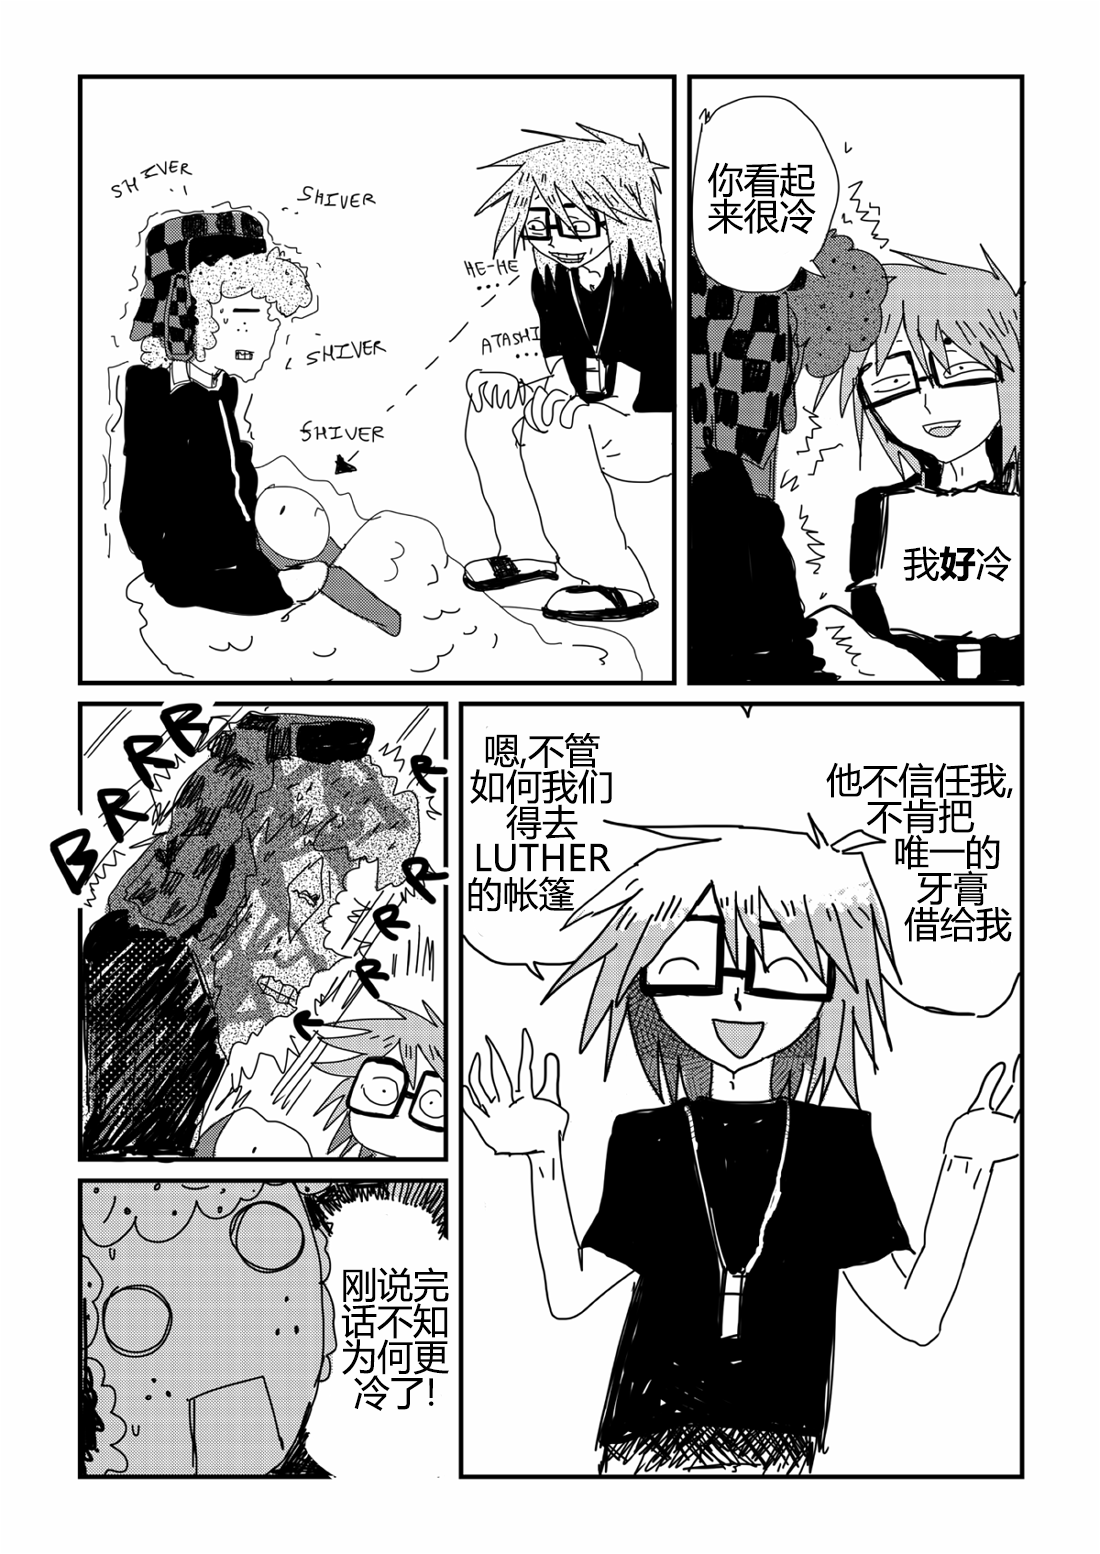 SHIVER
SHIVER
HE-HE
...
ATASHI
...
SHIVER
SHIVER
你看起
来很冷
我好冷
BRRRR
R
R
R
R
R
R
嗯,不管
如何我们
得去
LUTHER
的帐篷
他不信任我,
不肯把
唯一的
牙膏
借给我
刚说完
话不知
为何更
冷了!